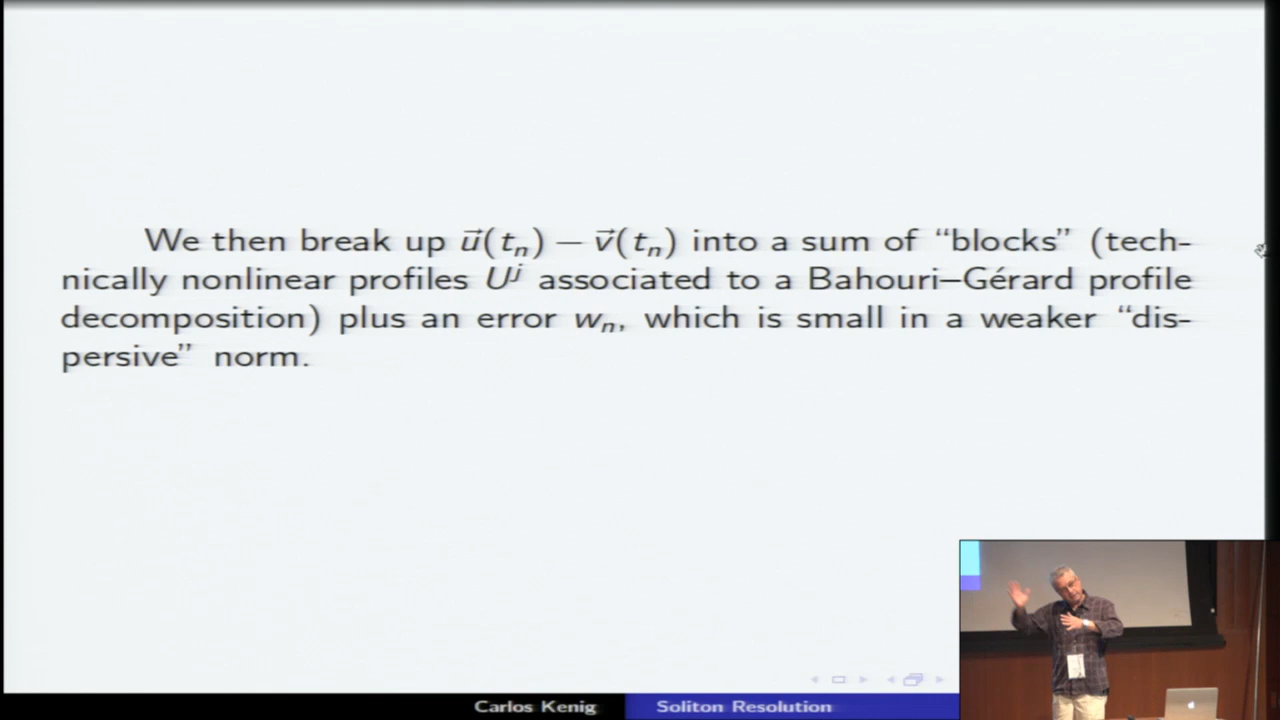 We then break up u⃗(tₙ) − v⃗(tₙ) into a sum of “blocks” (tech-
nically nonlinear profiles Uʲ associated to a Bahouri–Gérard profile
decomposition) plus an error wₙ, which is small in a weaker “dis-
persive” norm.
Carlos Kenig
Soliton Resolution